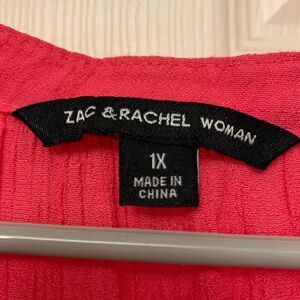 ZAC & RACHEL WOMAN
1X
MADE IN
CHINA